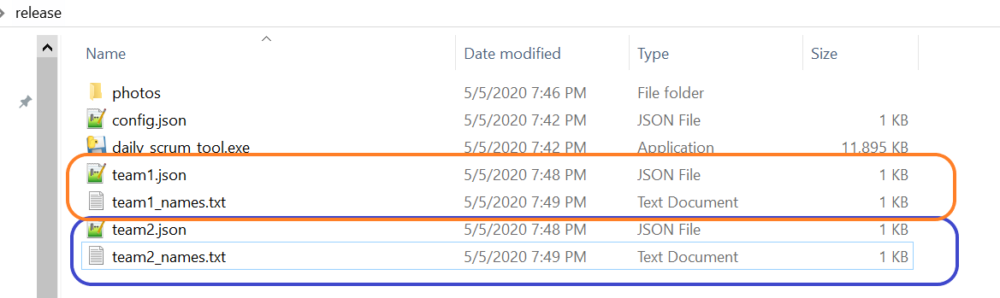 release
Name Date modified Type Size
photos 5/5/2020 7:46 PM File folder
config.json 5/5/2020 7:42 PM JSON File 1 KB
daily_scrum_tool.exe 5/5/2020 7:42 PM Application 11,895 KB
team1.json 5/5/2020 7:48 PM JSON File 1 KB
team1_names.txt 5/5/2020 7:49 PM Text Document 1 KB
team2.json 5/5/2020 7:48 PM JSON File 1 KB
team2_names.txt 5/5/2020 7:49 PM Text Document 1 KB